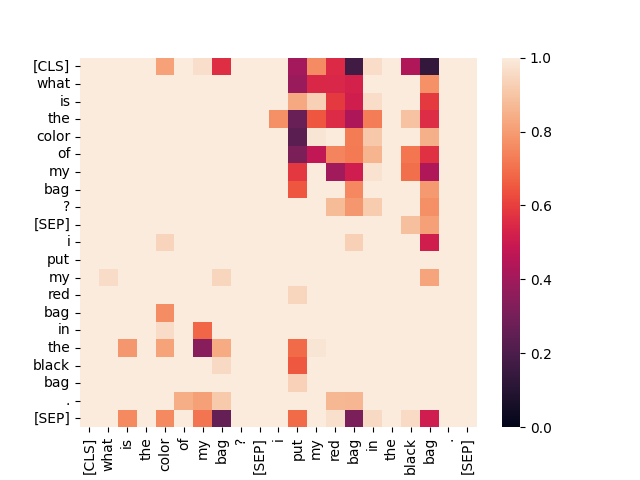 [CLS]
what
is
the
color
of
my
bag
?
[SEP]
i
put
my
red
bag
in
the
black
bag
.
[SEP]
1.0
0.8
0.6
0.4
0.2
0.0
[CLS]
what
is
the
color
of
my
bag
?
[SEP]
i
put
my
red
bag
in
the
black
bag
.
[SEP]